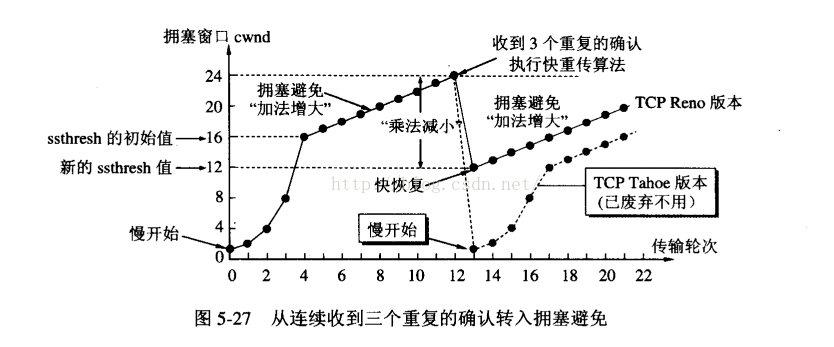 拥塞窗口 cwnd
收到 3 个重复的确认
执行快重传算法
24
拥塞避免
“加法增大”
拥塞避免
“加法增大”
TCP Reno 版本
20
“乘法减小”
ssthresh 的初始值
16
新的 ssthresh 值
12
快恢复
TCP Tahoe 版本
(已废弃不用)
8
慢开始
4
慢开始
传输轮次
0
0 2 4 6 8 10 12 14 16 18 20 22
图 5-27 从连续收到三个重复的确认转入拥塞避免